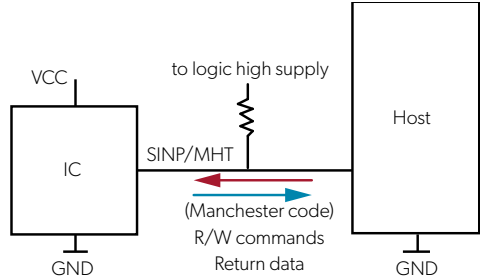 to logic high supply
VCC
Host
SINP/MHT
IC
(Manchester code)
R/W commands
Return data
GND
GND